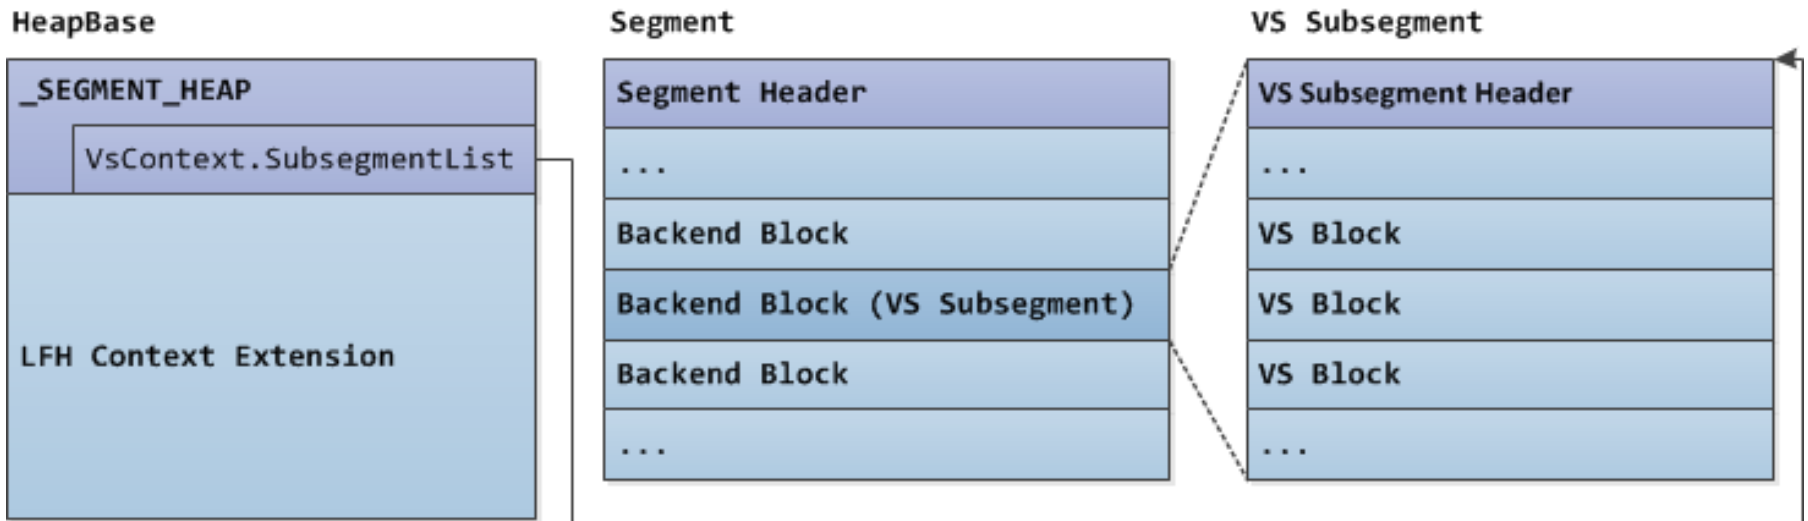 HeapBase
_SEGMENT_HEAP
VsContext.SubsegmentList
LFH Context Extension
Segment
Segment Header
...
Backend Block
Backend Block (VS Subsegment)
Backend Block
...
VS Subsegment
VS Subsegment Header
...
VS Block
VS Block
VS Block
...